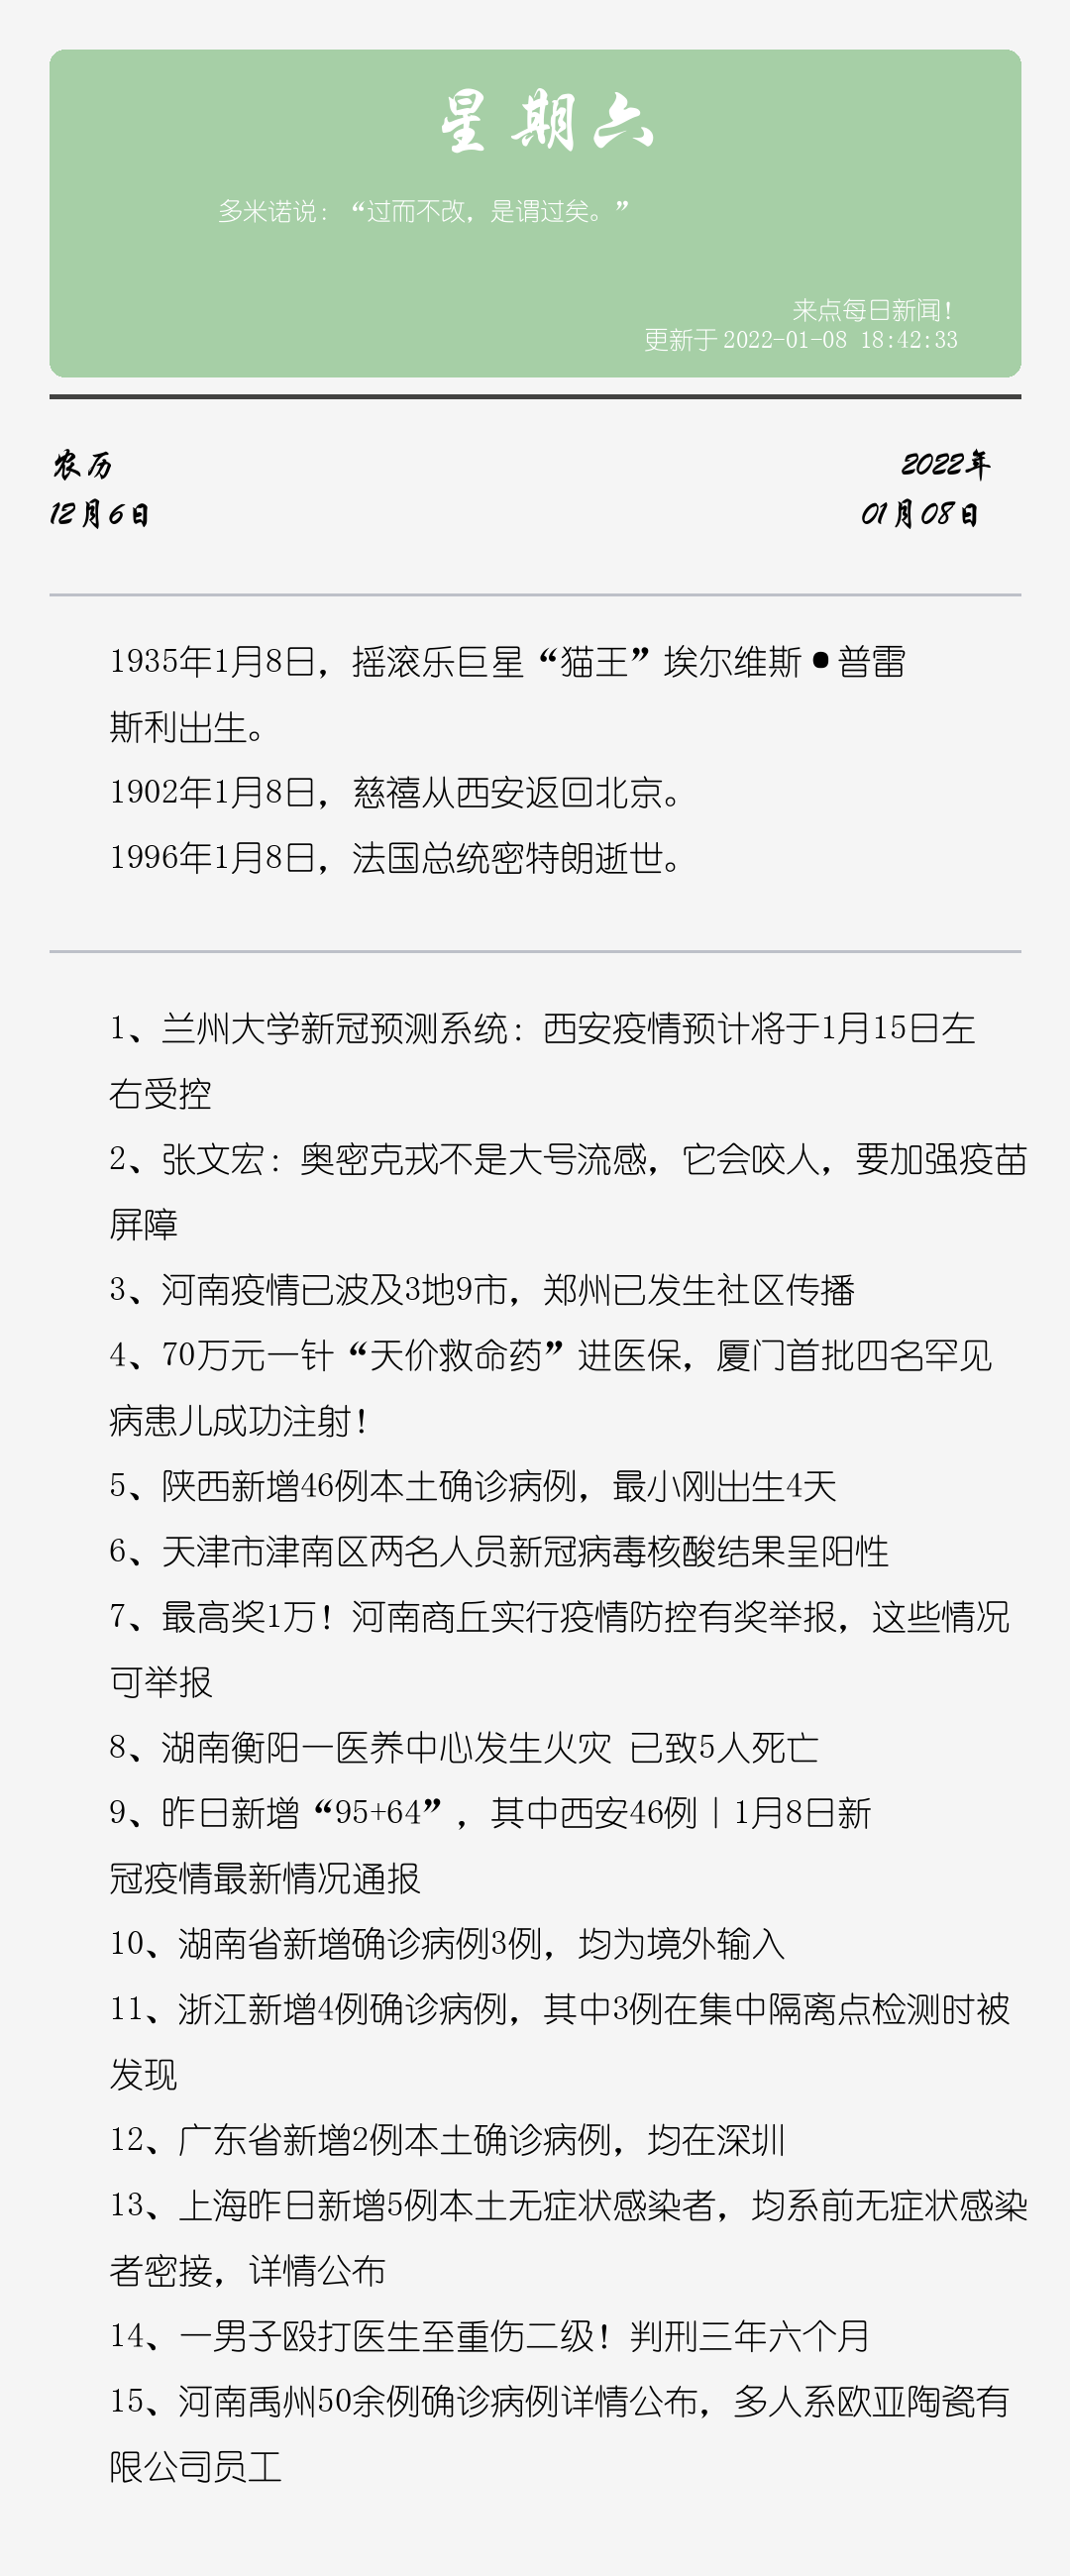 星期六
多米诺说：“过而不改，是谓过矣。”
来点每日新闻！
更新于 2022-01-08 18:42:33
农历
2022年
12月6日
01月08日
1935年1月8日，摇滚乐巨星“猫王”埃尔维斯•普雷
斯利出生。
1902年1月8日，慈禧从西安返回北京。
1996年1月8日，法国总统密特朗逝世。
1、兰州大学新冠预测系统：西安疫情预计将于1月15日左
右受控
2、张文宏：奥密克戎不是大号流感，它会咬人，要加强疫苗
屏障
3、河南疫情已波及3地9市，郑州已发生社区传播
4、70万元一针“天价救命药”进医保，厦门首批四名罕见
病患儿成功注射！
5、陕西新增46例本土确诊病例，最小刚出生4天
6、天津市津南区两名人员新冠病毒核酸结果呈阳性
7、最高奖1万！河南商丘实行疫情防控有奖举报，这些情况
可举报
8、湖南衡阳一医养中心发生火灾 已致5人死亡
9、昨日新增“95+64”，其中西安46例丨1月8日新
冠疫情最新情况通报
10、湖南省新增确诊病例3例，均为境外输入
11、浙江新增4例确诊病例，其中3例在集中隔离点检测时被
发现
12、广东省新增2例本土确诊病例，均在深圳
13、上海昨日新增5例本土无症状感染者，均系前无症状感染
者密接，详情公布
14、一男子殴打医生至重伤二级！判刑三年六个月
15、河南禹州50余例确诊病例详情公布，多人系欧亚陶瓷有
限公司员工